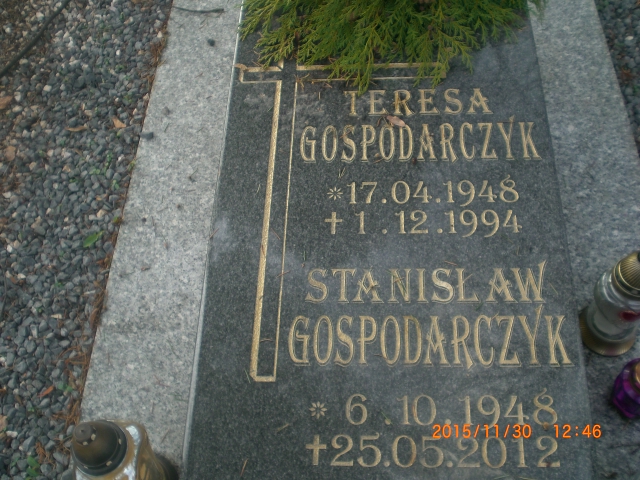 TERESA
GOSPODARCZYK
*17.04.1948
+ 1.12.1994
STANISŁAW
GOSPODARCZYK
* 6.10.1948
+25.05.2012
2015/11/30 12:46